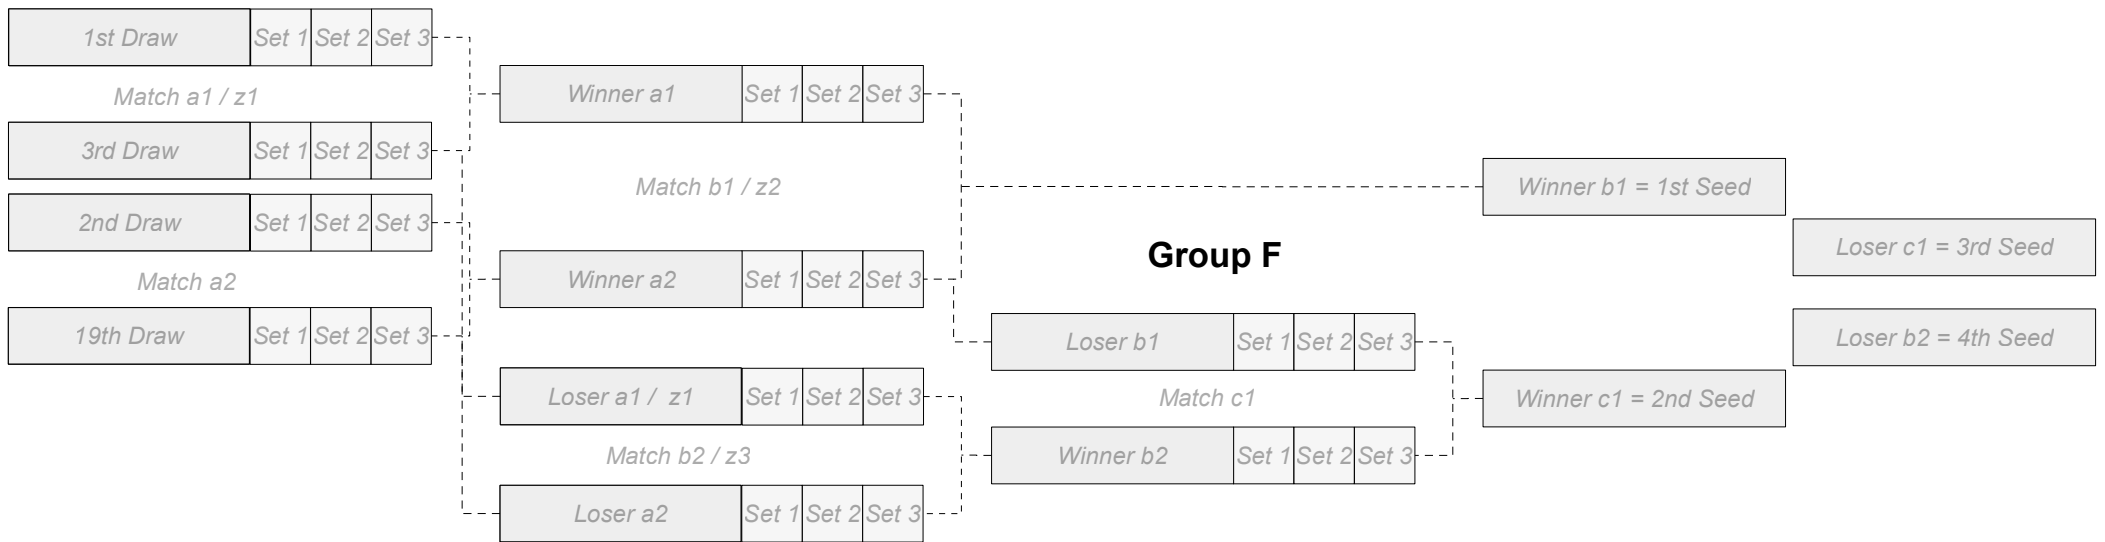 1st Draw Set 1 Set 2 Set 3
Match a1 / z1
3rd Draw Set 1 Set 2 Set 3
2nd Draw Set 1 Set 2 Set 3
Match a2
19th Draw Set 1 Set 2 Set 3
Winner a1 Set 1 Set 2 Set 3
Match b1 / z2
Winner a2 Set 1 Set 2 Set 3
Loser a1 / z1 Set 1 Set 2 Set 3
Match b2 / z3
Loser a2 Set 1 Set 2 Set 3
Group F
Loser b1 Set 1 Set 2 Set 3
Match c1
Winner b2 Set 1 Set 2 Set 3
Winner b1 = 1st Seed
Winner c1 = 2nd Seed
Loser c1 = 3rd Seed
Loser b2 = 4th Seed